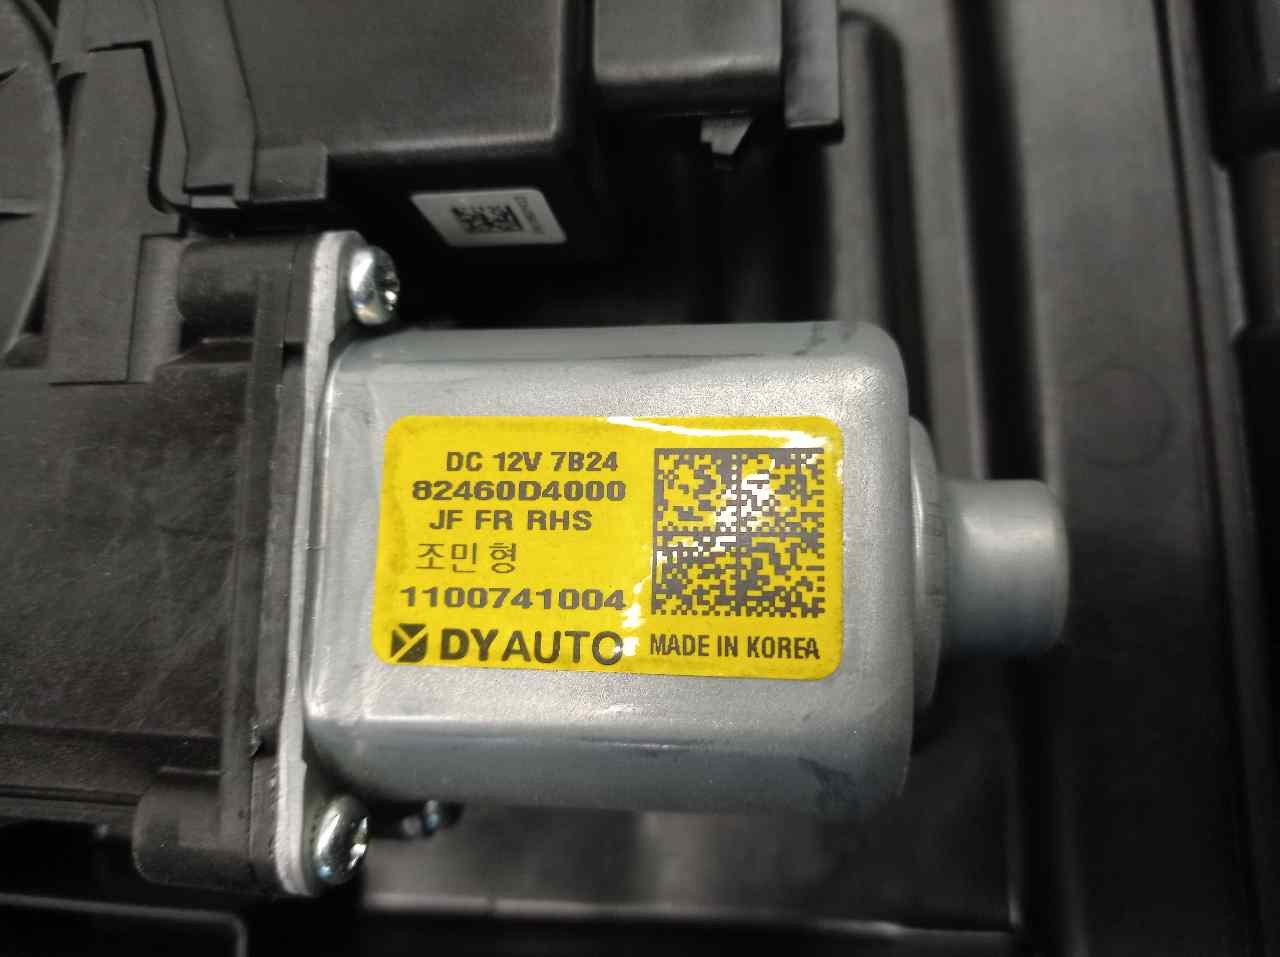 DC 12V 7B24
82460D4000
JF FR RHS
조민형
1100741004
DYAUTO
MADE IN KOREA